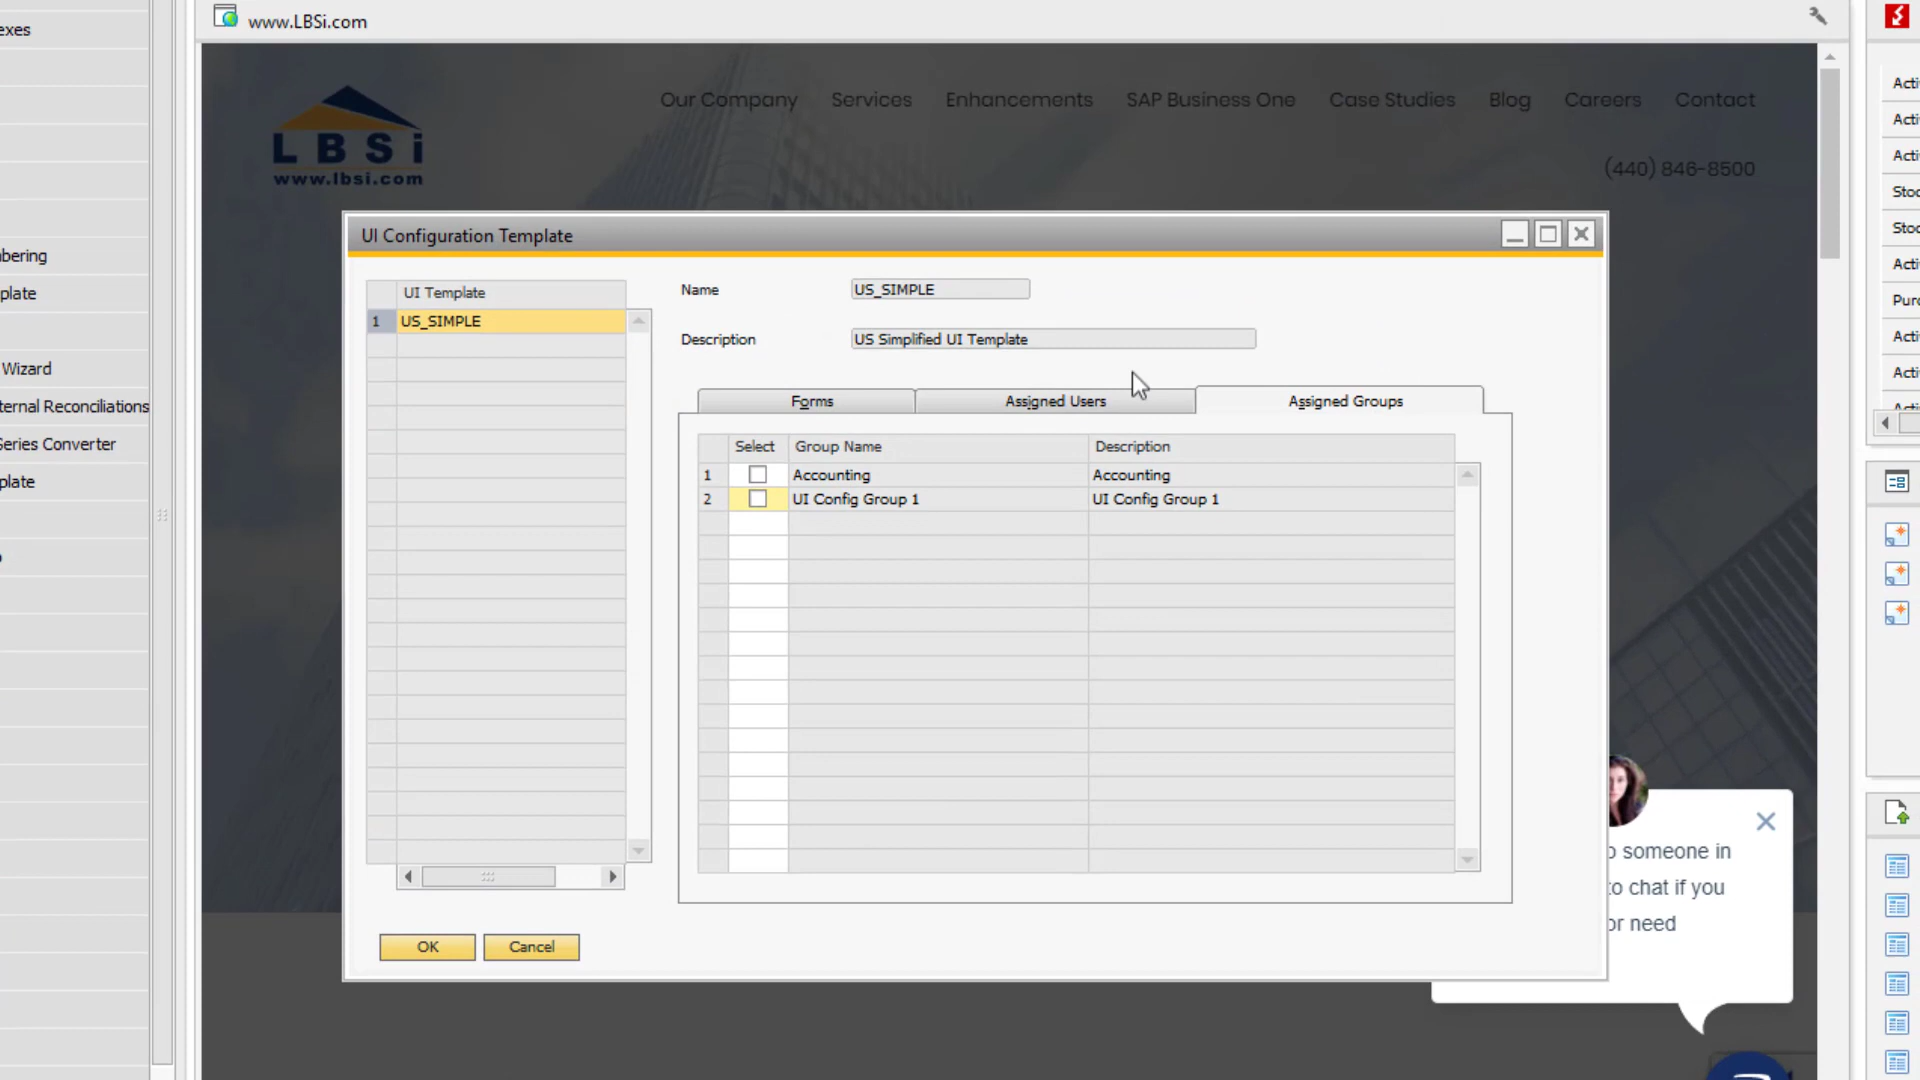 exes
www.LBSi.com
Our Company Services Enhancements SAP Business One Case Studies Blog Careers Contact
(440) 846-8500
LBSi
www.lbsi.com
bering
plate
Wizard
ternal Reconciliations
Series Converter
plate
UI Configuration Template
UI Template
1 US_SIMPLE
Name US_SIMPLE
Description US Simplified UI Template
Forms Assigned Users Assigned Groups
Select Group Name Description
1 Accounting Accounting
2 UI Config Group 1 UI Config Group 1
OK Cancel
someone in
to chat if you
or need
Acti
Acti
Acti
Stoc
Stoc
Acti
Purc
Acti
Acti